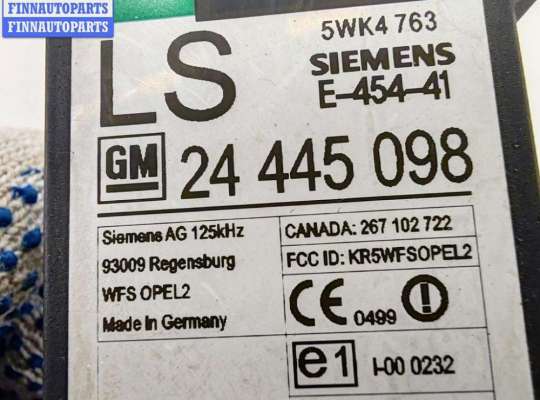 FINNAUTOPARTS
FINNAUTOPARTS
LS
5WK4 763
SIEMENS
E-454-41
GM
24 445 098
Siemens AG 125kHz
93009 Regensburg
WFS OPEL2
Made In Germany
CANADA: 267 102 722
FCC ID: KR5WFSOPEL2
CE 0499
e1
I-00 0232